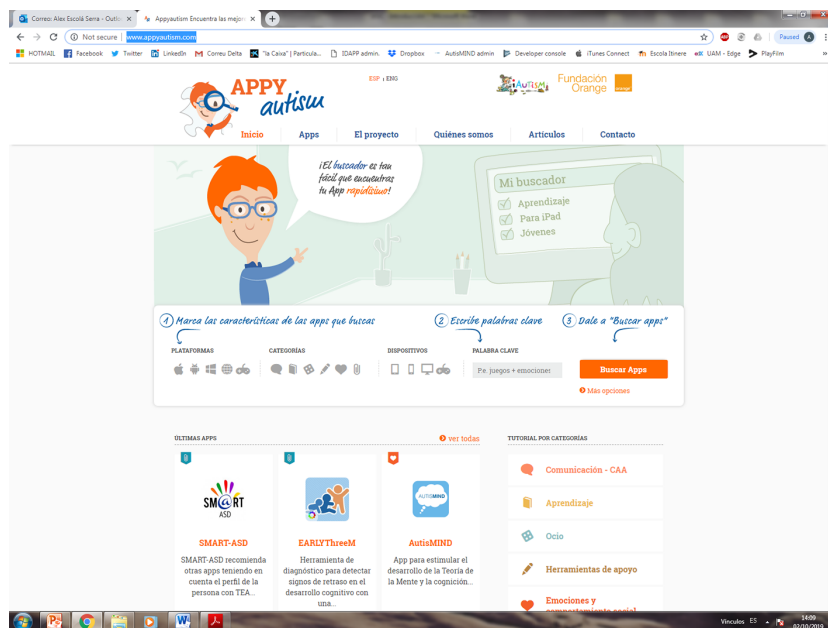 Correo: Alex Escolà Serra - Outlo
Appyautism Encuentra las mejor
Not secure | www.appyautism.com
Paused
HOTMAIL Facebook Twitter LinkedIn Correu Delta "la Caixa" | Particula... IDAPP admin. Dropbox AutisMIND admin Developer console iTunes Connect Escola Itinere UAM - Edge PlayFilm »
APPY autism
ESP | ENG
iAUTISM
Fundación Orange
orange
Inicio Apps El proyecto Quiénes somos Artículos Contacto
¡El buscador es tan
fácil que encuentras
tu App rapidísimo!
Mi buscador
Aprendizaje
Para iPad
Jóvenes
1 Marca las características de las apps que buscas
2 Escribe palabras clave
3 Dale a "Buscar apps"
PLATAFORMAS CATEGORÍAS DISPOSITIVOS PALABRA CLAVE
P.e. juegos + emociones
Buscar Apps
Más opciones
ÚLTIMAS APPS
ver todas
SM@RT
ASD
SMART-ASD
SMART-ASD recomienda
otras apps teniendo en
cuenta el perfil de la
persona con TEA...
EARLYThreeM
Herramienta de
diagnóstico para detectar
signos de retraso en el
desarrollo cognitivo con
una...
AUTISMIND
AutisMIND
App para estimular el
desarrollo de la Teoría de
la Mente y la cognición...
TUTORIAL POR CATEGORÍAS
Comunicación - CAA
Aprendizaje
Ocio
Herramientas de apoyo
Emociones y
comportamiento social
Vínculos ES 14:09
02/10/2019